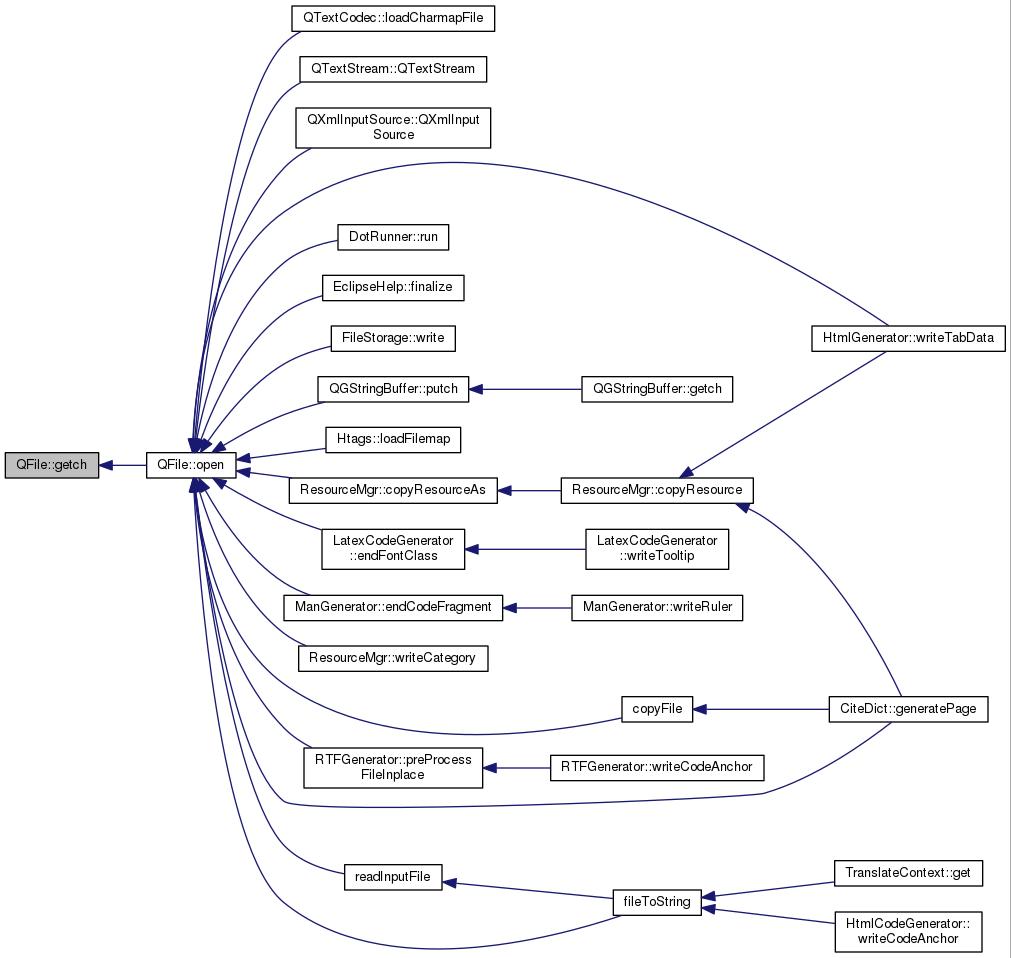 QTextCodec::loadCharmapFile
QTextStream::QTextStream
QXmlInputSource::QXmlInput
Source
DotRunner::run
EclipseHelp::finalize
HtmlGenerator::writeTabData
FileStorage::write
QGStringBuffer::putch
QGStringBuffer::getch
Htags::loadFilemap
QFile::getch
QFile::open
ResourceMgr::copyResourceAs
ResourceMgr::copyResource
LatexCodeGenerator
::endFontClass
LatexCodeGenerator
::writeTooltip
ManGenerator::endCodeFragment
ManGenerator::writeRuler
ResourceMgr::writeCategory
copyFile
CiteDict::generatePage
RTFGenerator::preProcess
FileInplace
RTFGenerator::writeCodeAnchor
readInputFile
TranslateContext::get
fileToString
HtmlCodeGenerator::
writeCodeAnchor